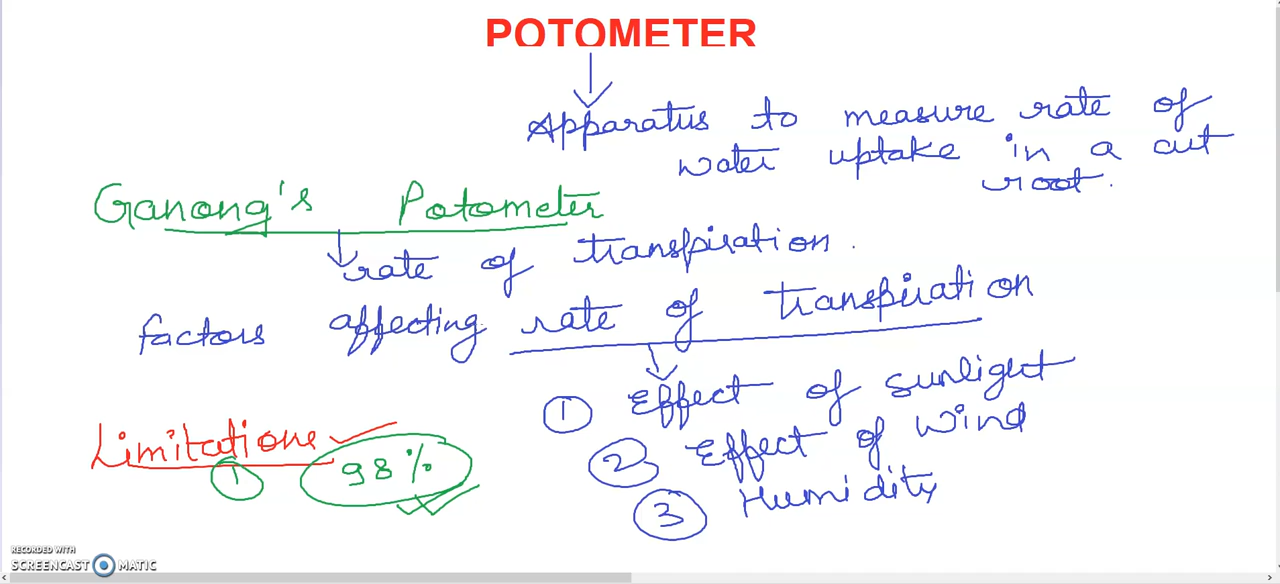 POTOMETER
Apparatus to measure rate of
water uptake in a cut
root.
Ganong's Potometer
rate of transpiration.
factors affecting rate of transpiration
1 Effect of sunlight
2 Effect of wind
3 Humidity
Limitations
1 98%
RECORDED WITH
SCREENCAST MATIC